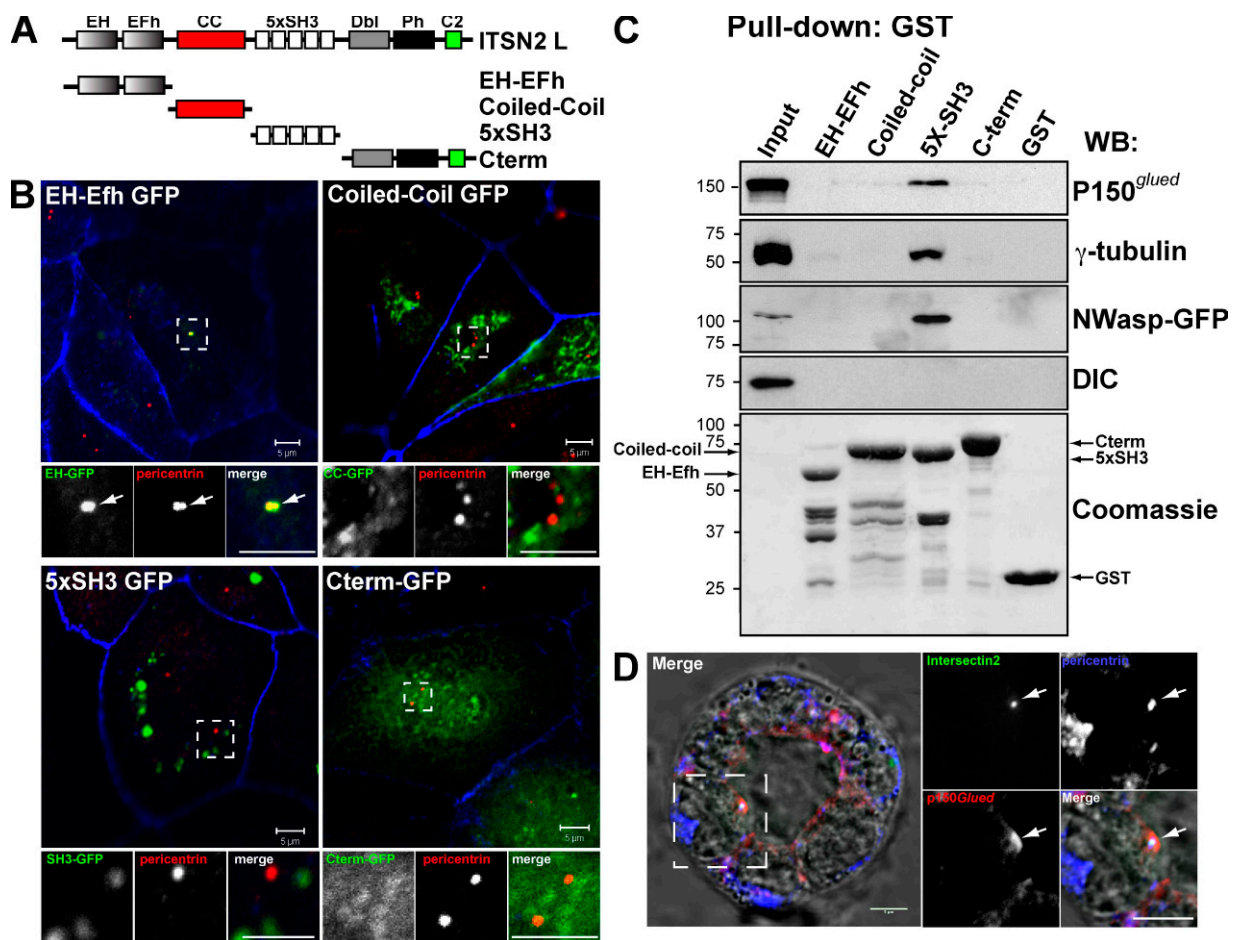 A
EH EFh CC 5xSH3 Dbl Ph C2
ITSN2 L
EH-EFh
Coiled-Coil
5xSH3
Cterm
B
EH-Efh GFP
Coiled-Coil GFP
5 µm
5 µm
EH-GFP
pericentrin
merge
CC-GFP
pericentrin
merge
5xSH3 GFP
Cterm-GFP
5 µm
5 µm
SH3-GFP
pericentrin
merge
Cterm-GFP
pericentrin
merge
C
Pull-down: GST
Input
EH-EFh
Coiled-coil
5X-SH3
C-term
GST
WB:
150
P150glued
75
50
γ-tubulin
100
75
NWasp-GFP
75
DIC
100
75
50
37
25
Coiled-coil
EH-Efh
Cterm
5xSH3
Coomassie
GST
D
Merge
5 µm
Intersectin2
pericentrin
p150Glued
Merge